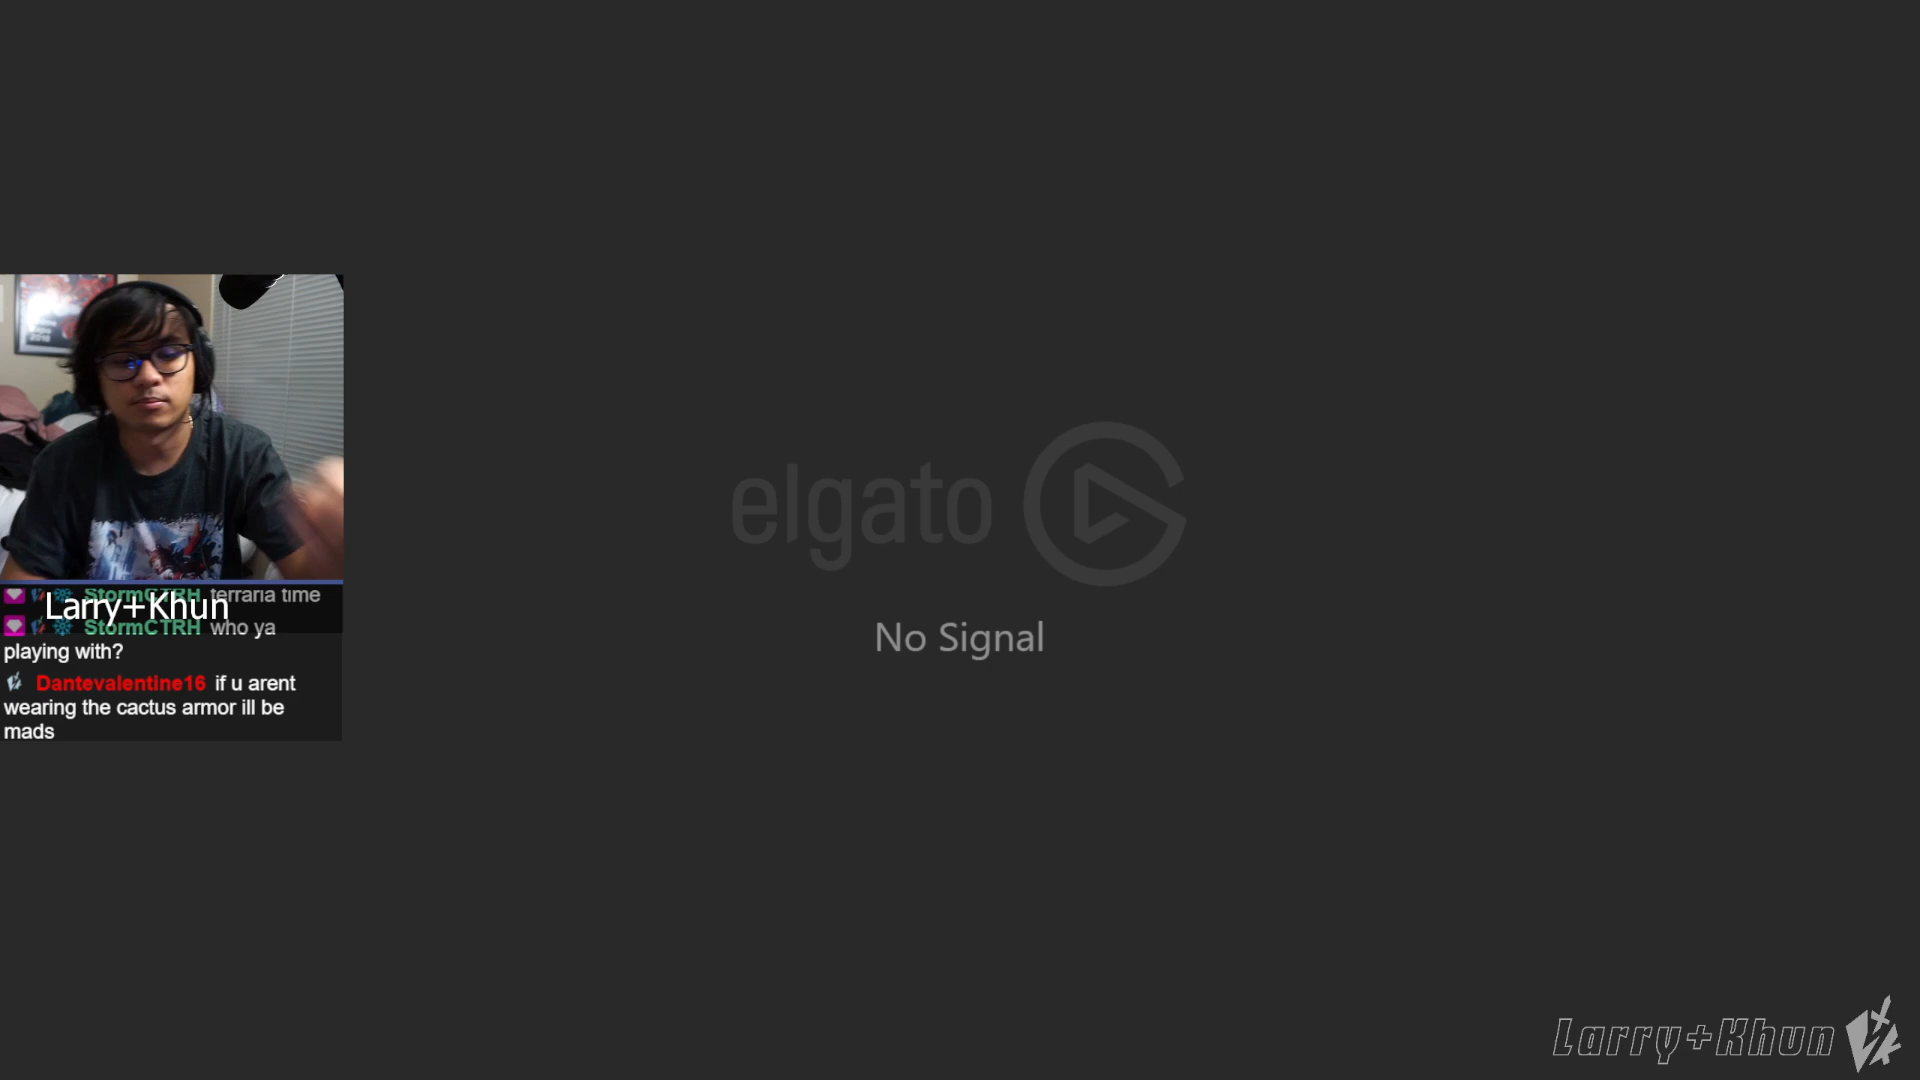 elgato
No Signal
StormCTRH terraria time
Larry+Khun
StormCTRH who ya
playing with?
Dantevalentine16 if u arent
wearing the cactus armor ill be
mads
Larry+Khun